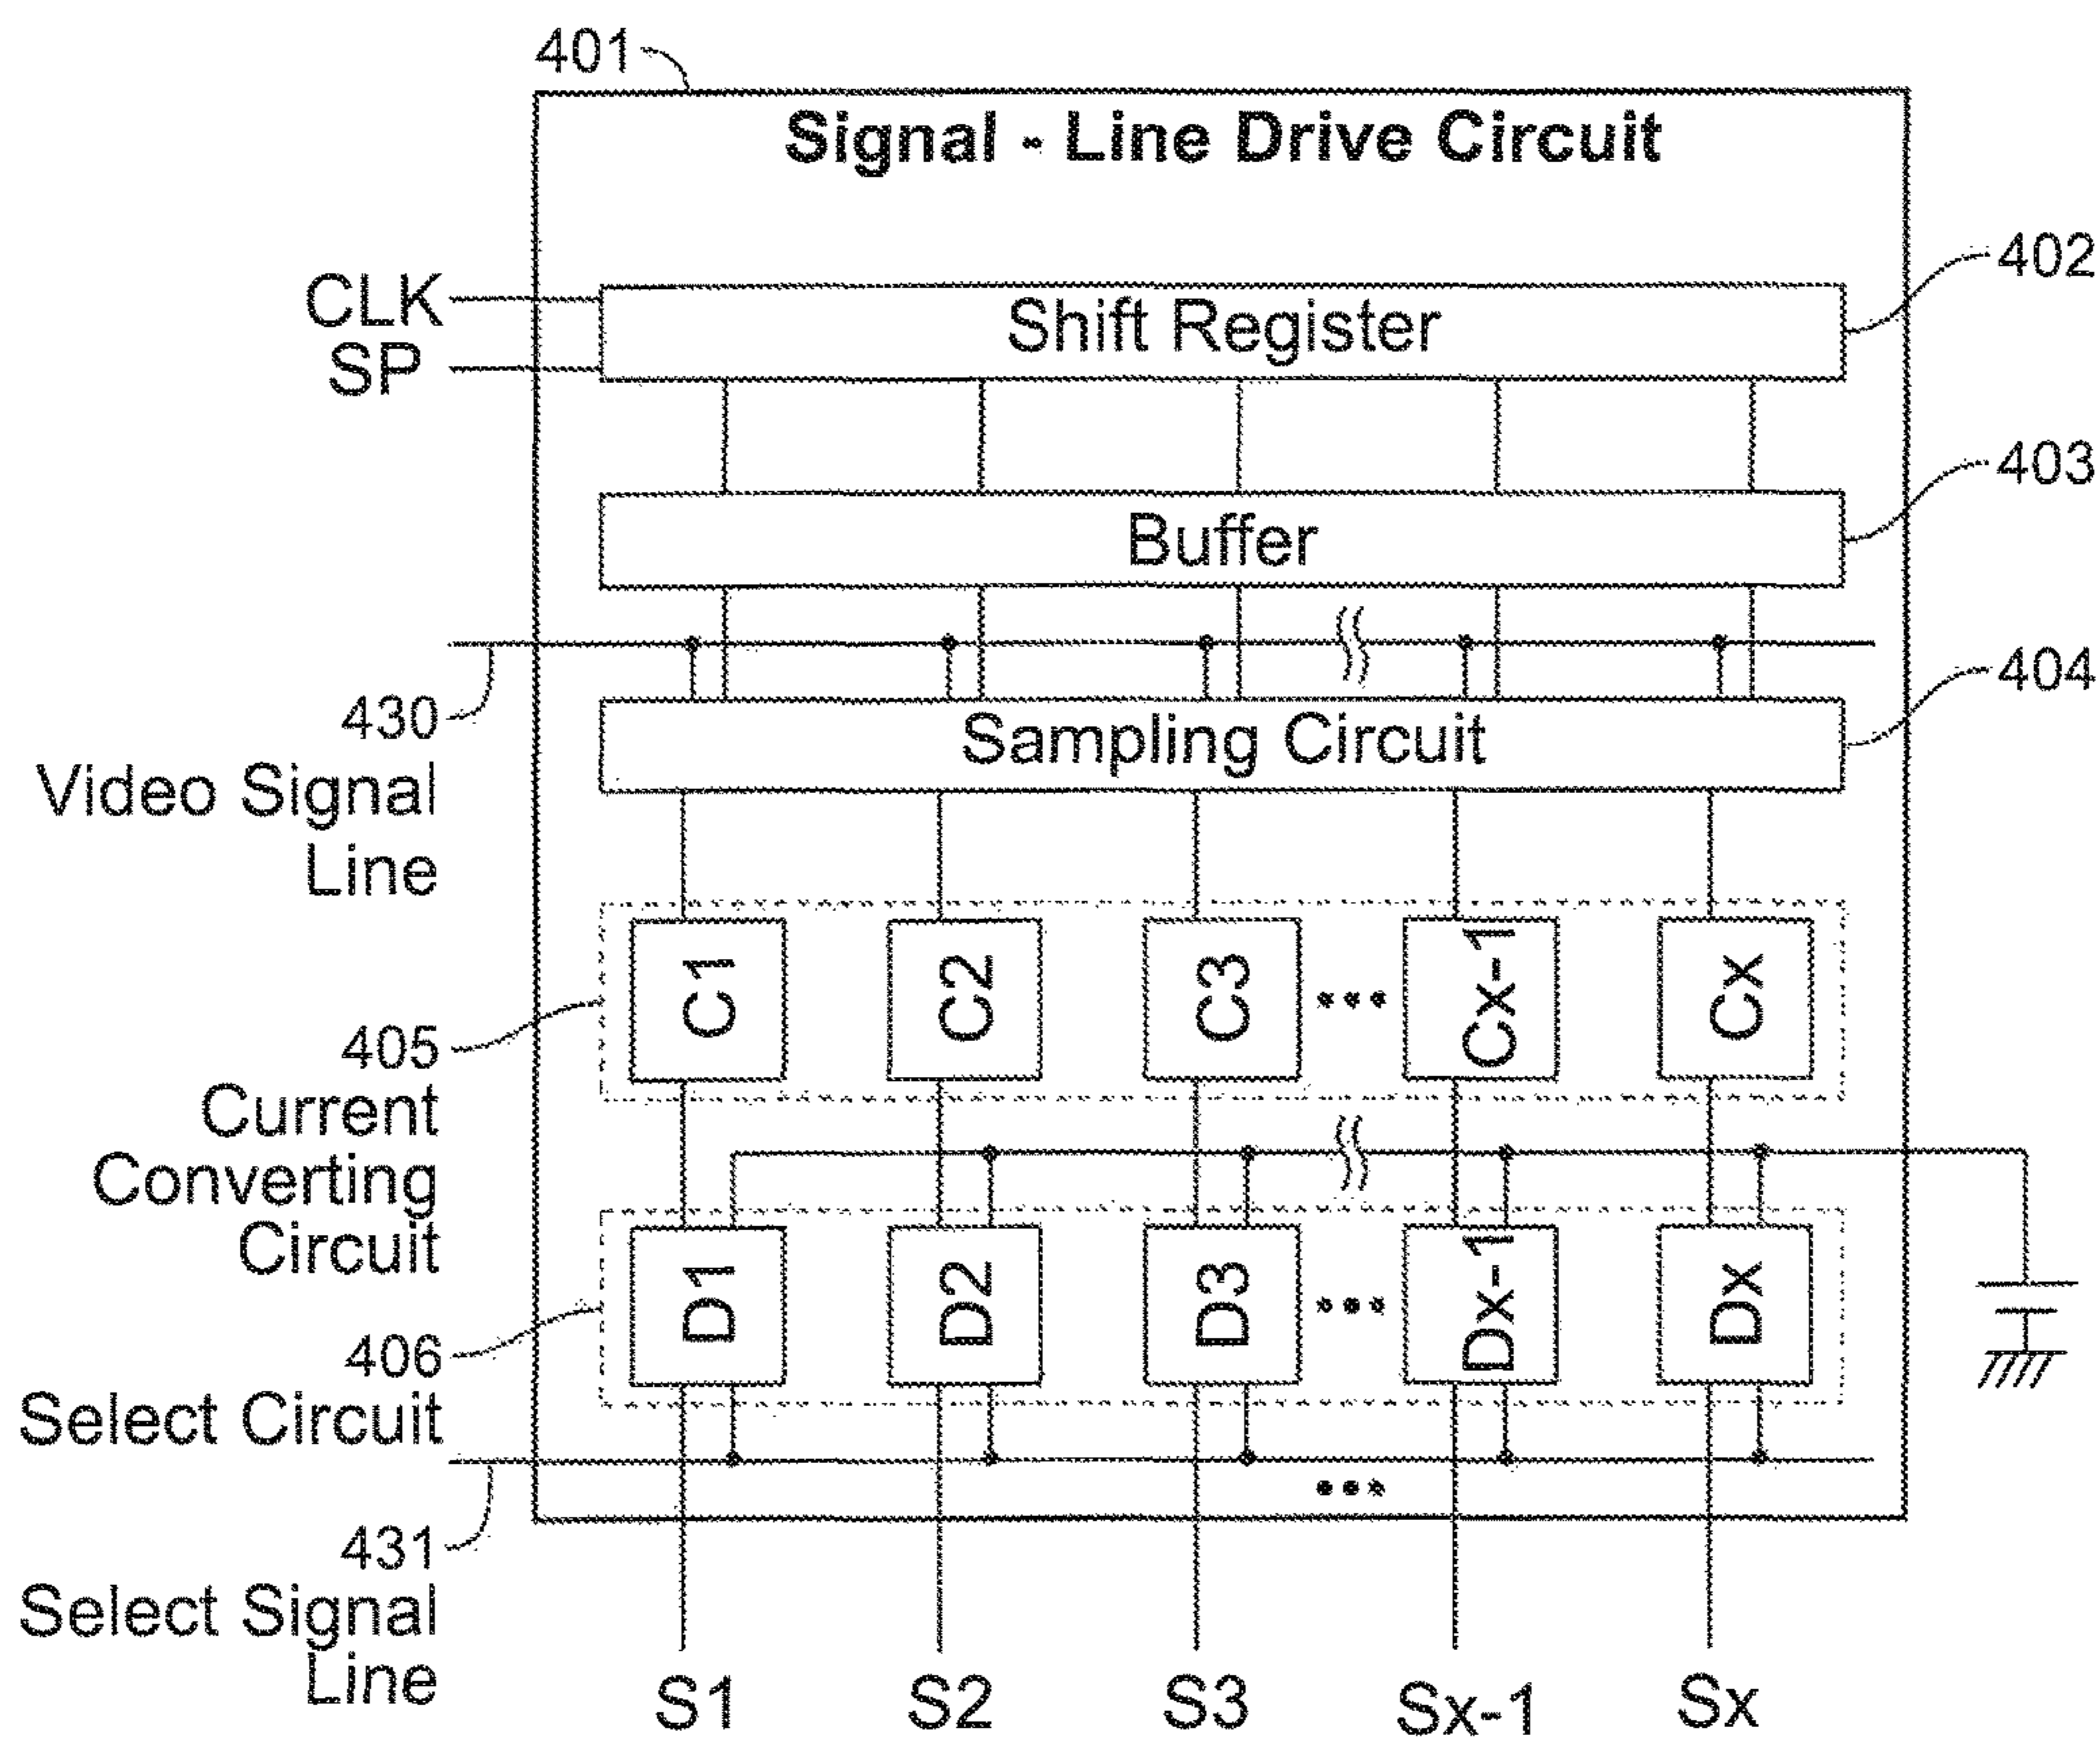 401
Signal - Line Drive Circuit
402
CLK
SP
Shift Register
403
Buffer
404
430
Video Signal
Line
Sampling Circuit
C1
C2
C3
Cx-1
Cx
405
Current
Converting
Circuit
D1
D2
D3
Dx-1
Dx
406
Select Circuit
431
Select Signal
Line
S1
S2
S3
Sx-1
Sx